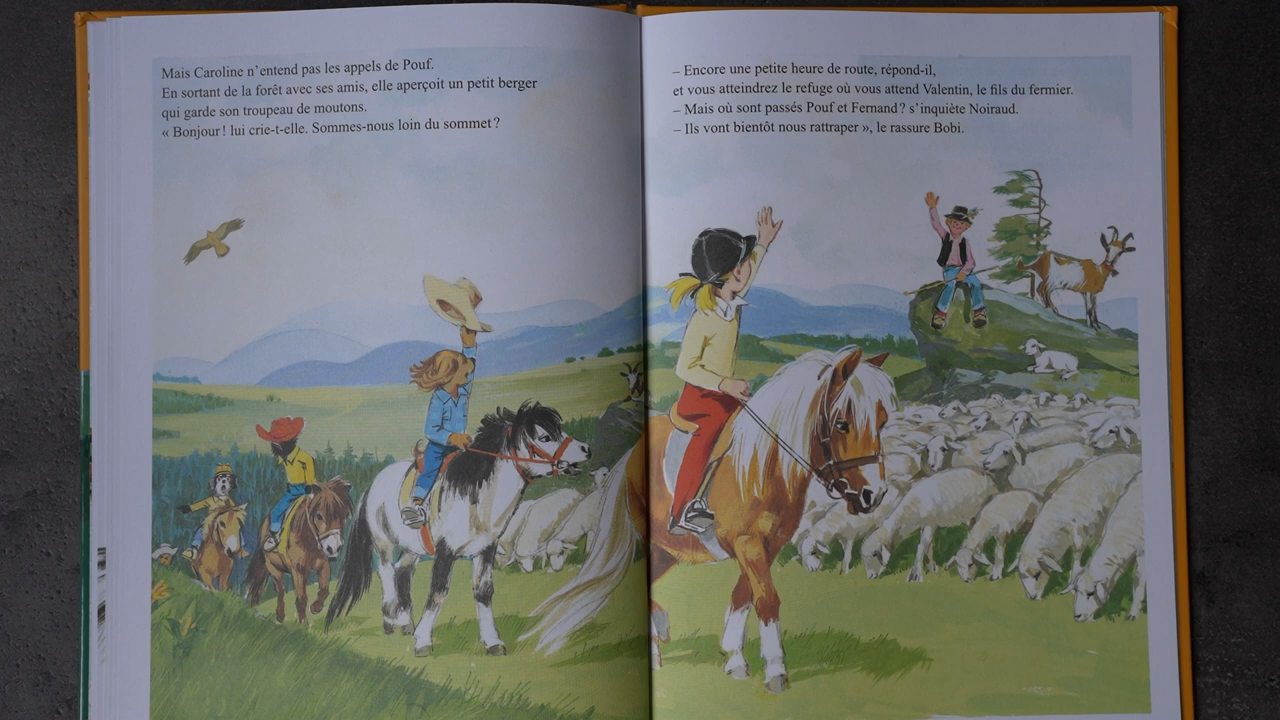 Mais Caroline n'entend pas les appels de Pouf.
En sortant de la forêt avec ses amis, elle aperçoit un petit berger
qui garde son troupeau de moutons.
« Bonjour ! lui crie-t-elle. Sommes-nous loin du sommet ?
– Encore une petite heure de route, répond-il,
et vous atteindrez le refuge où vous attend Valentin, le fils du fermier.
– Mais où sont passés Pouf et Fernand ? s'inquiète Noiraud.
– Ils vont bientôt nous rattraper », le rassure Bobi.